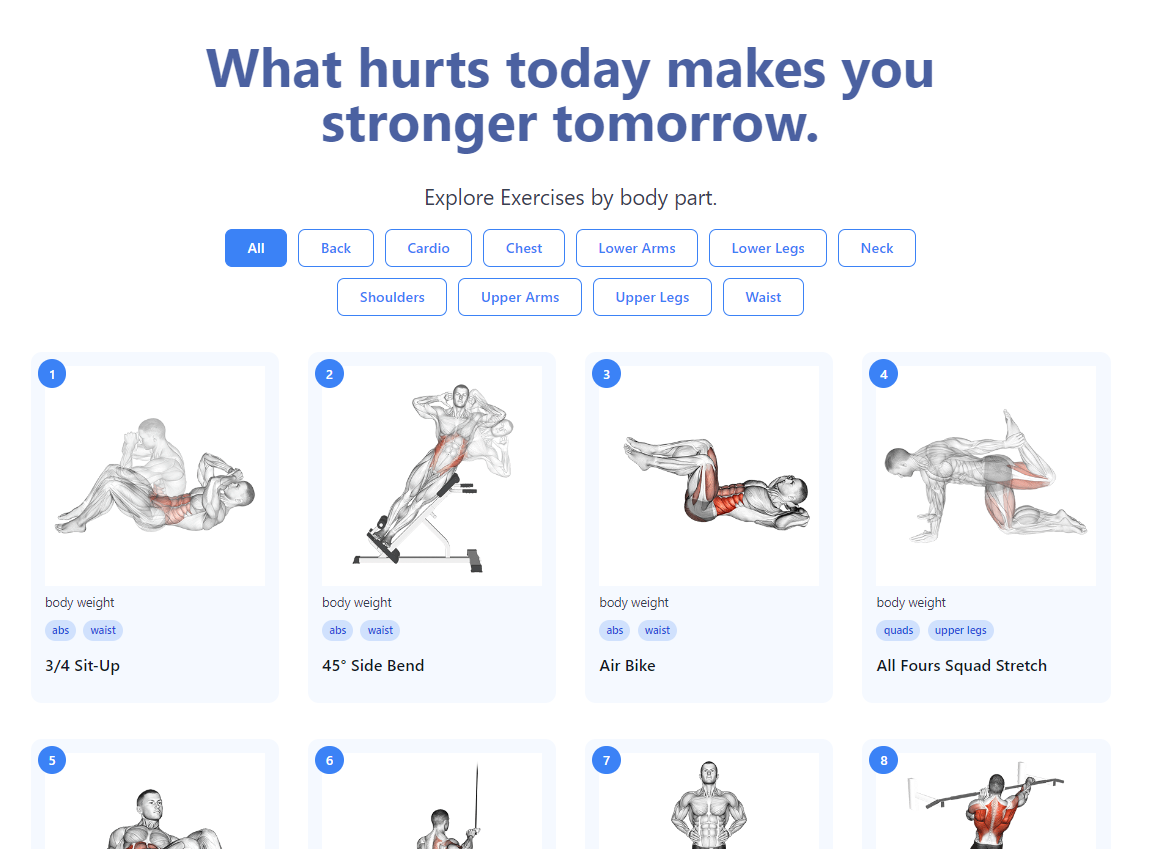 What hurts today makes you
stronger tomorrow.
Explore Exercises by body part.
All Back Cardio Chest Lower Arms Lower Legs Neck
Shoulders Upper Arms Upper Legs Waist
1 2 3 4
body weight body weight body weight body weight
abs waist abs waist abs waist quads upper legs
3/4 Sit-Up 45° Side Bend Air Bike All Fours Squad Stretch
5 6 7 8